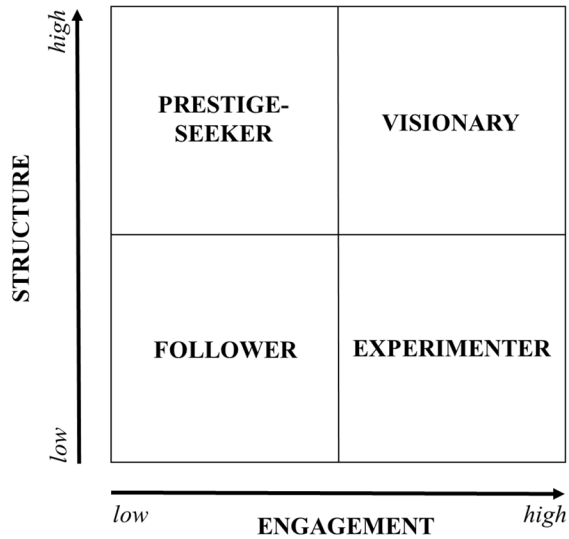 high
PRESTIGE-
SEEKER
VISIONARY
STRUCTURE
FOLLOWER
EXPERIMENTER
low
low
high
ENGAGEMENT